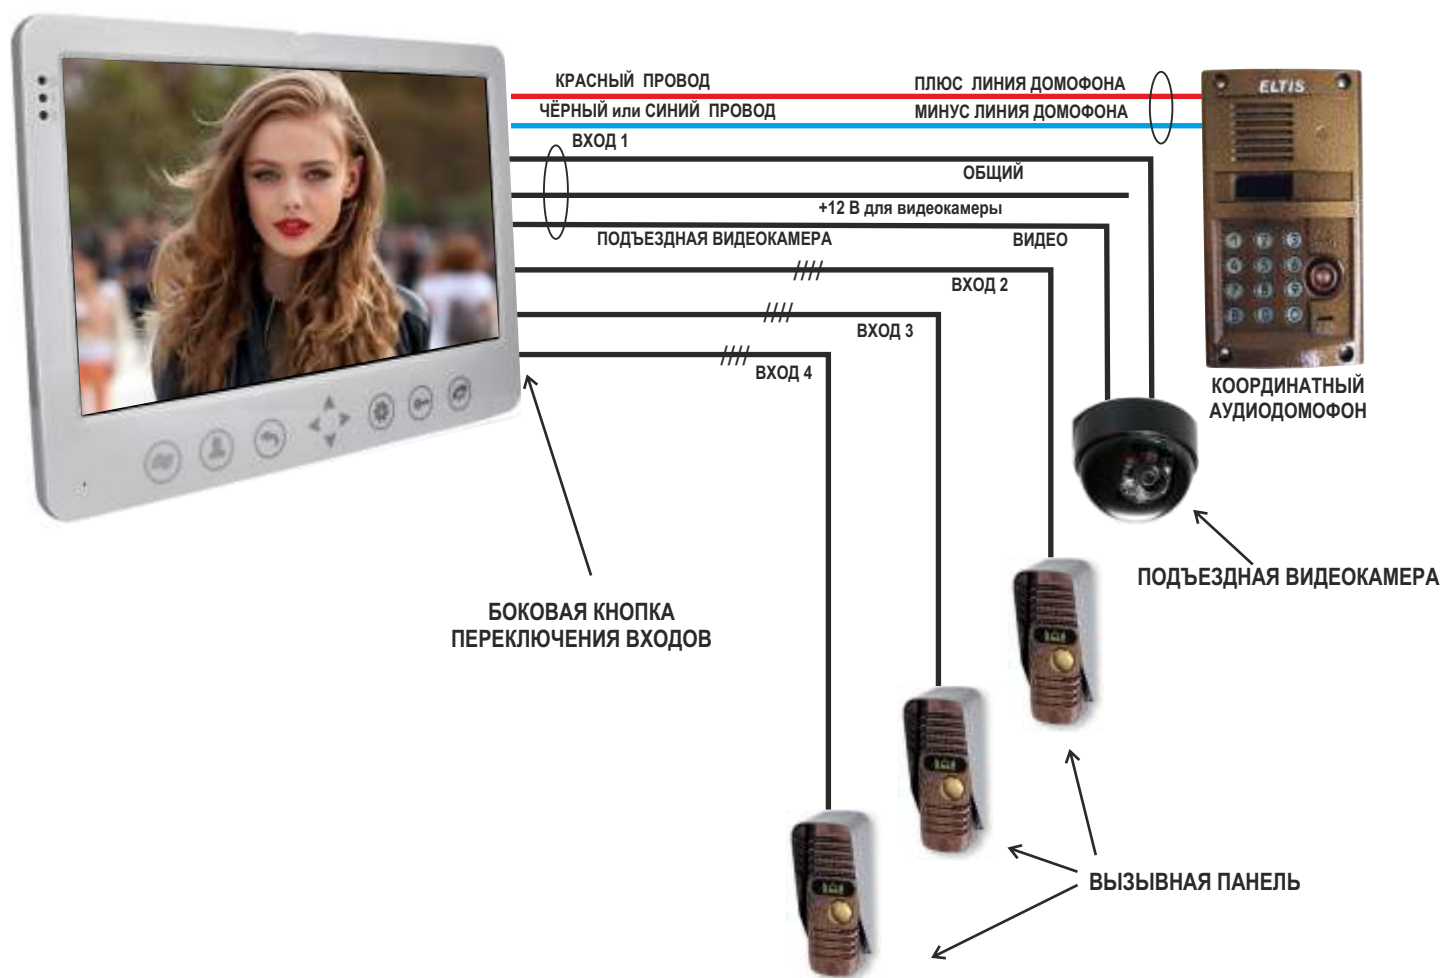 КРАСНЫЙ ПРОВОД
ПЛЮС ЛИНИЯ ДОМОФОНА
ELTIS
ЧЁРНЫЙ или СИНИЙ ПРОВОД
МИНУС ЛИНИЯ ДОМОФОНА
ВХОД 1
ОБЩИЙ
+12 В для видеокамеры
ПОДЪЕЗДНАЯ ВИДЕОКАМЕРА
ВИДЕО
ВХОД 2
ВХОД 3
ВХОД 4
КООРДИНАТНЫЙ
АУДИОДОМОФОН
ПОДЪЕЗДНАЯ ВИДЕОКАМЕРА
БОКОВАЯ КНОПКА
ПЕРЕКЛЮЧЕНИЯ ВХОДОВ
ВЫЗЫВНАЯ ПАНЕЛЬ